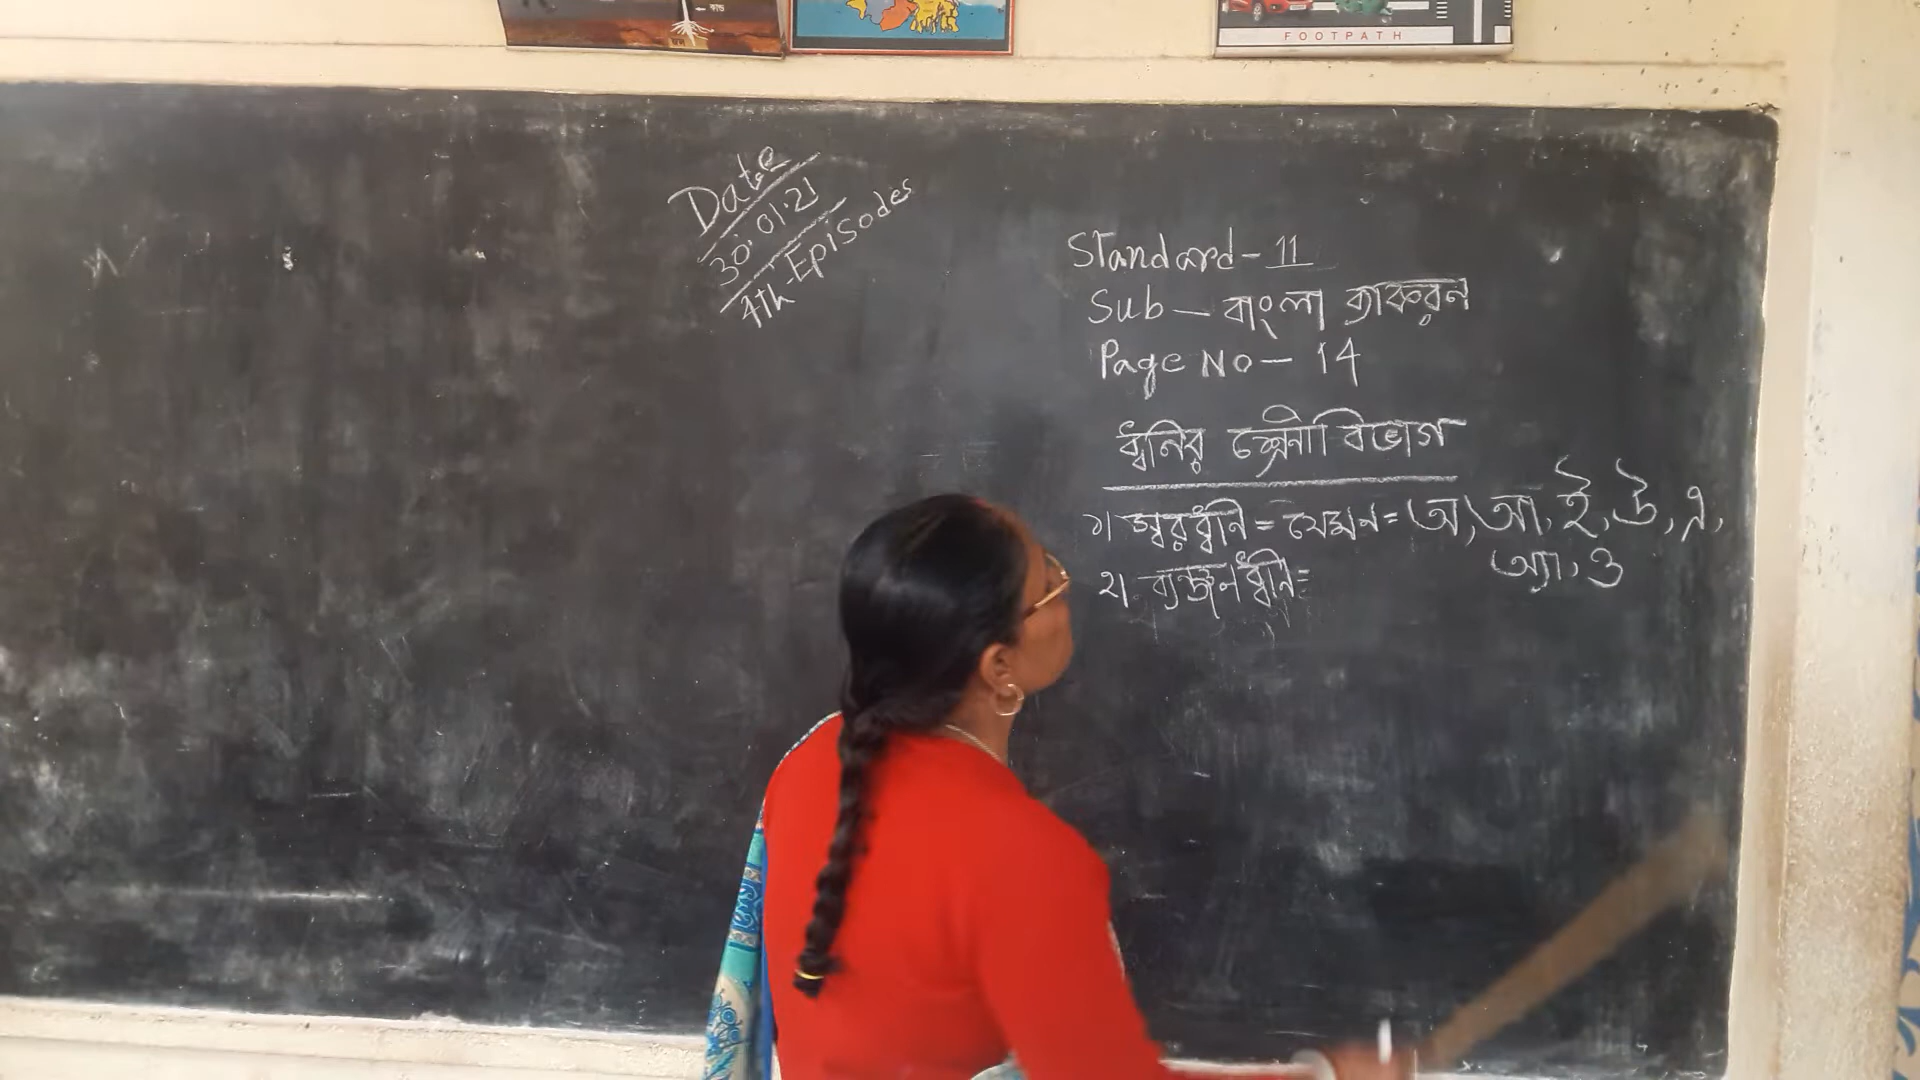 কান্ড
FOOTPATH
Date
30.01.21
4th-Episodes
Standard-11
Sub-বাংলা ব্যাকরন
Page No-14
ধ্বনির শ্রেনী বিভাগ
১। স্বরধ্বনি = যেমন = অ, আ, ই, উ, এ,
অ্যা, ও
২। ব্যঞ্জনধ্বনি =